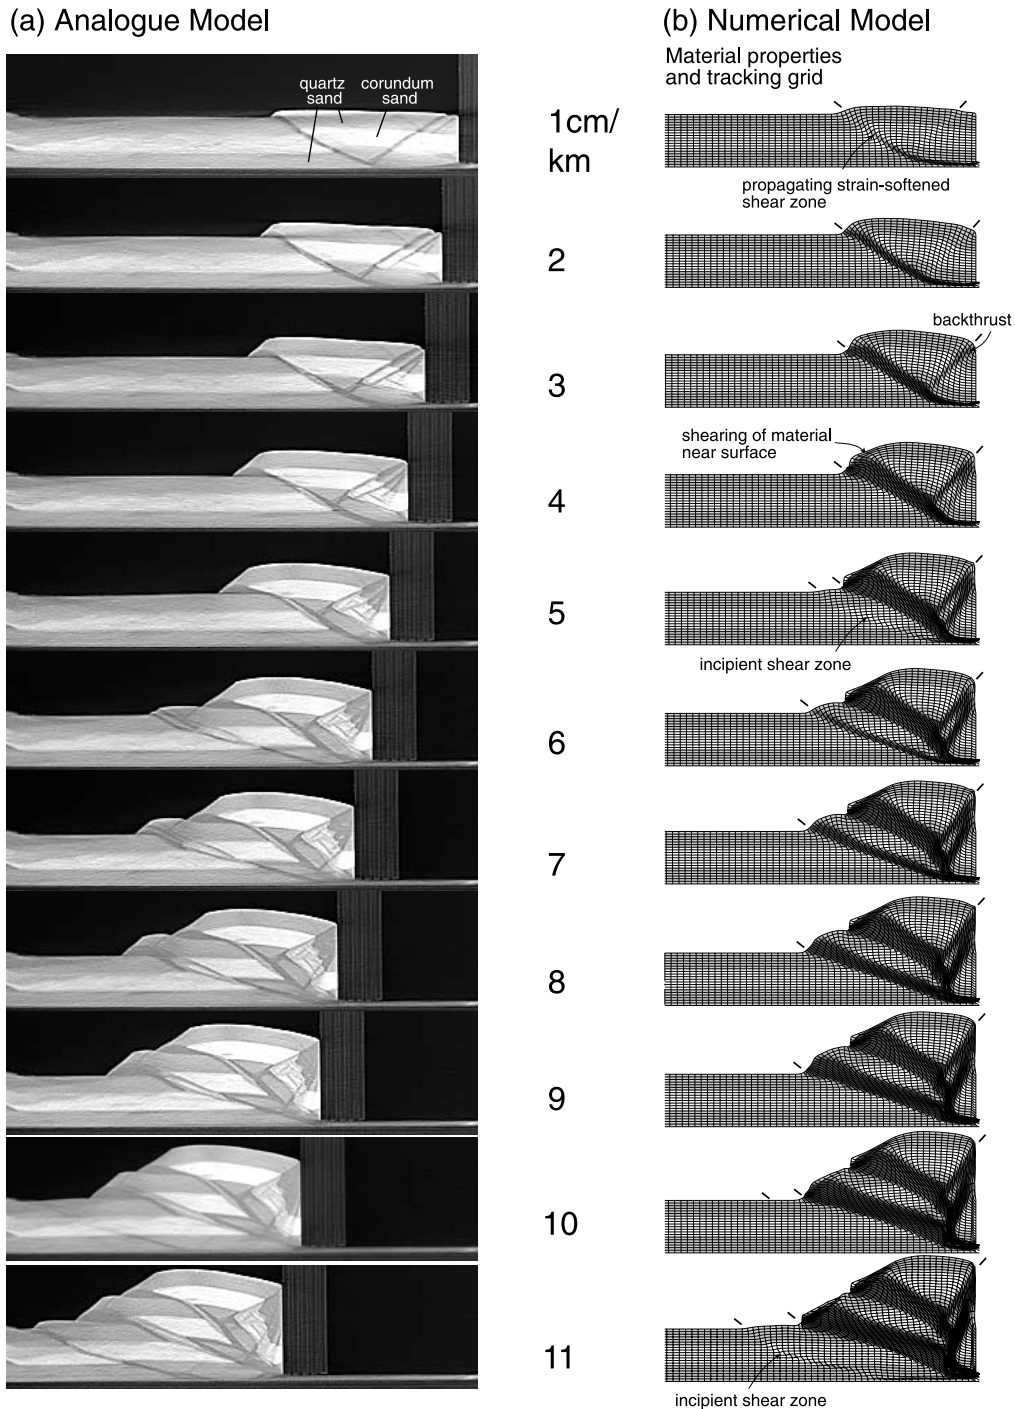 (a) Analogue Model
(b) Numerical Model
Material properties
and tracking grid
quartz
sand
corundum
sand
1cm/
km
propagating strain-softened
shear zone
2
backthrust
3
shearing of material
near surface
4
5
incipient shear zone
6
7
8
9
10
11
incipient shear zone